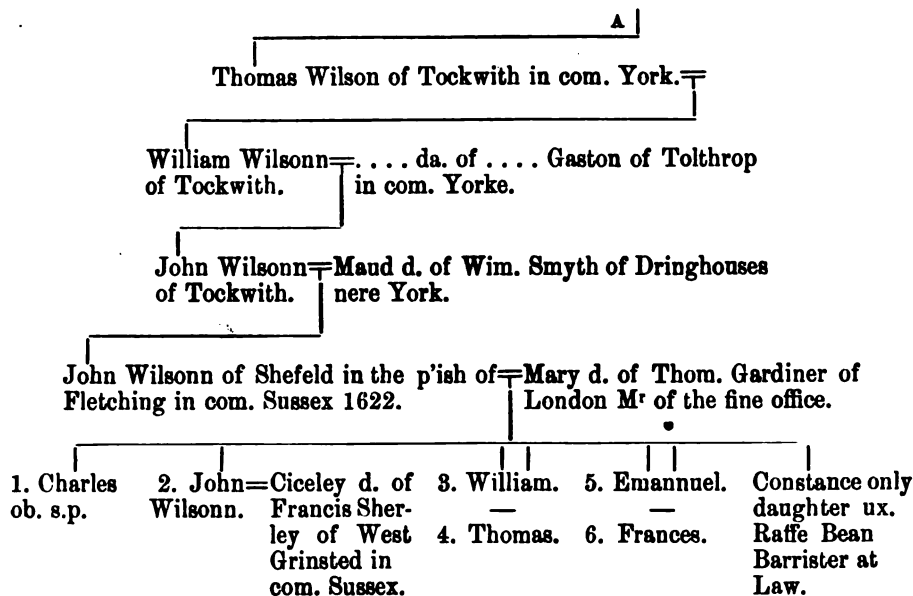 A
Thomas Wilson of Tockwith in com. York.
William Wilsonn=. . . . da. of . . . . Gaston of Tolthrop
of Tockwith. in com. Yorke.
John Wilsonn=Maud d. of Wim. Smyth of Dringhouses
of Tockwith. nere York.
John Wilsonn of Shefeld in the p'ish of=Mary d. of Thom. Gardiner of
Fletching in com. Sussex 1622. London Mʳ of the fine office.
1. Charles
ob. s.p.
2. John=Ciceley d. of
Wilsonn. Francis Sher-
ley of West
Grinsted in
com. Sussex.
3. William.
—
4. Thomas.
5. Emannuel.
—
6. Frances.
Constance only
daughter ux.
Raffe Bean
Barrister at
Law.